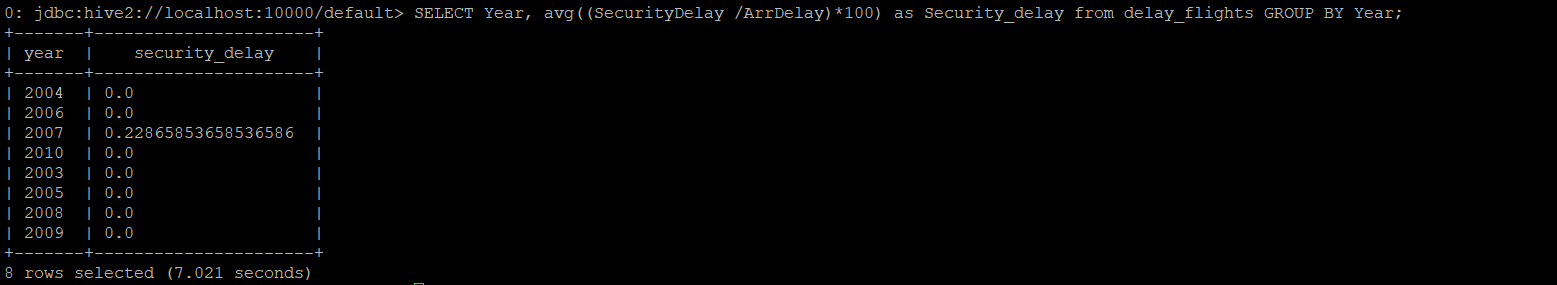 0: jdbc:hive2://localhost:10000/default> SELECT Year, avg((SecurityDelay /ArrDelay)*100) as Security_delay from delay_flights GROUP BY Year;
+-------+----------------------+
| year  |    security_delay    |
+-------+----------------------+
| 2004  | 0.0                  |
| 2006  | 0.0                  |
| 2007  | 0.22865853658536586  |
| 2010  | 0.0                  |
| 2003  | 0.0                  |
| 2005  | 0.0                  |
| 2008  | 0.0                  |
| 2009  | 0.0                  |
+-------+----------------------+
8 rows selected (7.021 seconds)